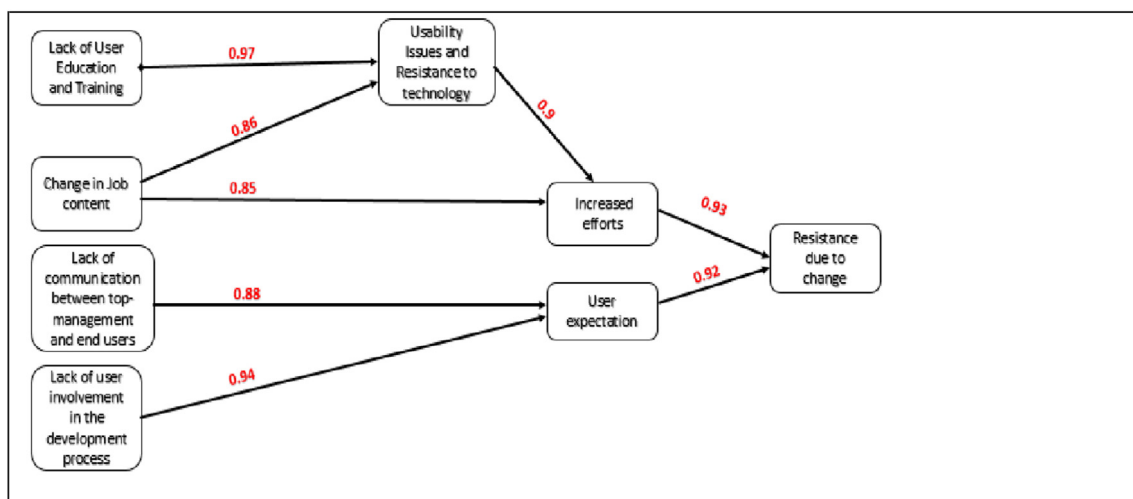 Lack of User
Education
and Training
0.97
Usability
Issues and
Resistance to
technology
0.86
0.9
Change in Job
content
0.85
Increased
efforts
0.93
Resistance
due to
change
Lack of
communication
between top-
management
and end users
0.88
User
expectation
0.92
Lack of user
involvement
in the
development
process
0.94